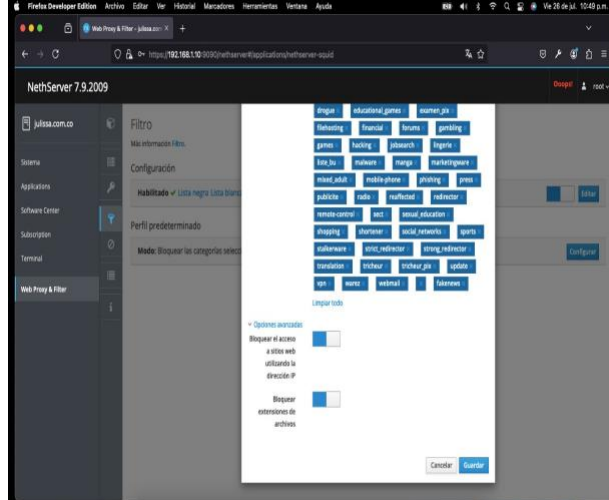 Firefox Developer Edition Archivo Editar Ver Historial Marcadores Herramientas Ventana Ayuda
Vie 26 de jul. 10:49 p.m.
Web Proxy & Filter - julissa.com
https://192.168.1.10:9090/nethserver#/applications/nethserver-squid
NethServer 7.9.2009
Ooops!
root
julissa.com.co
Sistema
Applications
Software Center
Subscription
Terminal
Web Proxy & Filter
Filtro
Más información Filtro.
Configuración
Habilitado Lista negra Lista blanca
Editar
Perfil predeterminado
Modo: Bloquear las categorías selecc
Configurar
drogue educational_games examen_pix
filehosting financial forums gambling
games hacking jobsearch lingerie
liste_bu malware manga marketingware
mixed_adult mobile-phone phishing press
publicite radio reaffected redirector
remote-control sect sexual_education
shopping shortener social_networks sports
stalkerware strict_redirector strong_redirector
translation tricheur tricheur_pix update
vpn warez webmail fakenews
Limpiar todo
Opciones avanzadas
Bloquear el acceso
a sitios web
utilizando la
dirección IP
Bloquear
extensiones de
archivos
Cancelar Guardar